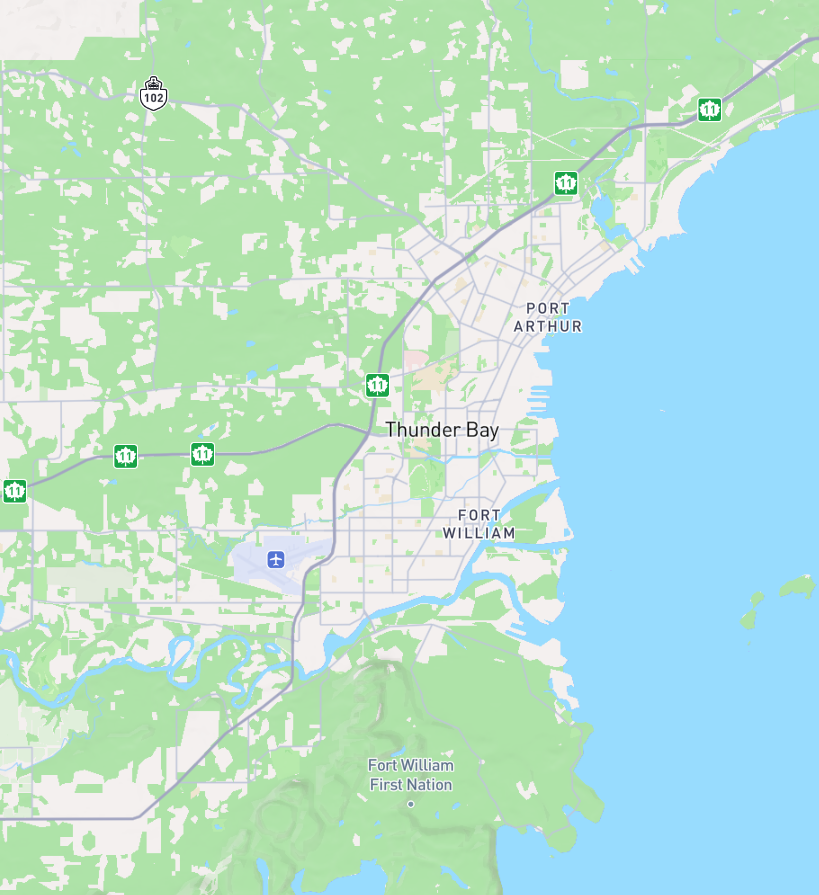 102
11
11
PORT
ARTHUR
11
Thunder Bay
11
11
11
FORT
WILLIAM
Fort William
First Nation